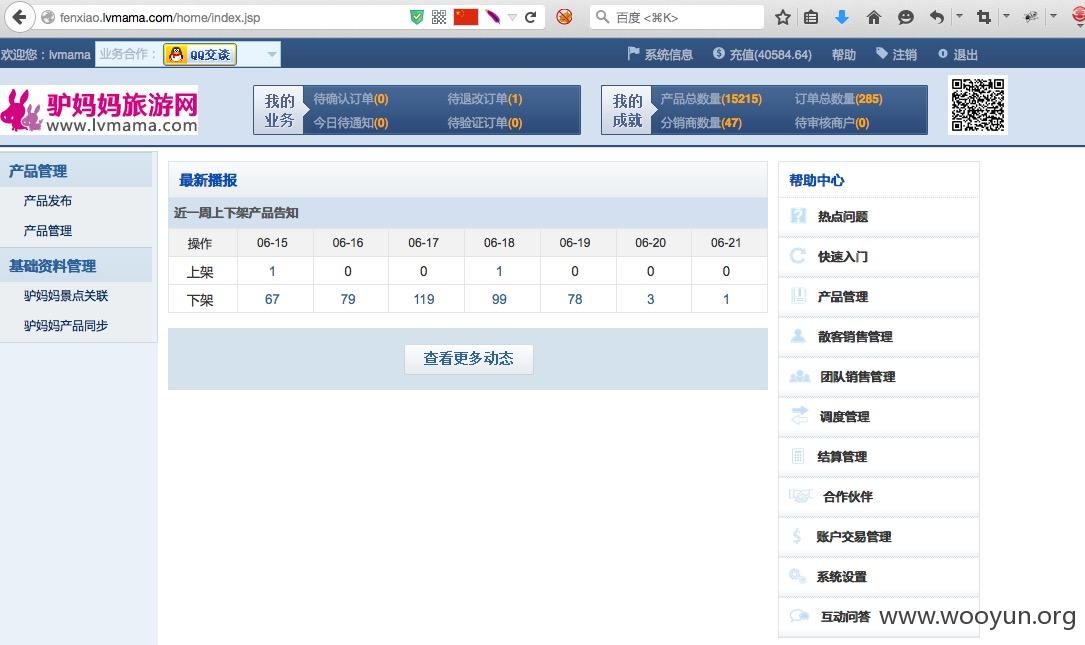 fenxiao.lvmama.com/home/index.jsp
百度 <⌘K>
欢迎您：lvmama 业务合作： QQ交谈 系统信息 充值(40584.64) 帮助 注销 退出
驴妈妈旅游网
www.lvmama.com
我的业务 待确认订单(0) 待退改订单(1)
今日待通知(0) 待验证订单(0)
我的成就 产品总数量(15215) 订单总数量(285)
分销商数量(47) 待审核商户(0)
产品管理
产品发布
产品管理
基础资料管理
驴妈妈景点关联
驴妈妈产品同步
最新播报
近一周上下架产品告知
操作 06-15 06-16 06-17 06-18 06-19 06-20 06-21
上架 1 0 0 1 0 0 0
下架 67 79 119 99 78 3 1
查看更多动态
帮助中心
热点问题
快速入门
产品管理
散客销售管理
团队销售管理
调度管理
结算管理
合作伙伴
账户交易管理
系统设置
互动问答
www.wooyun.org